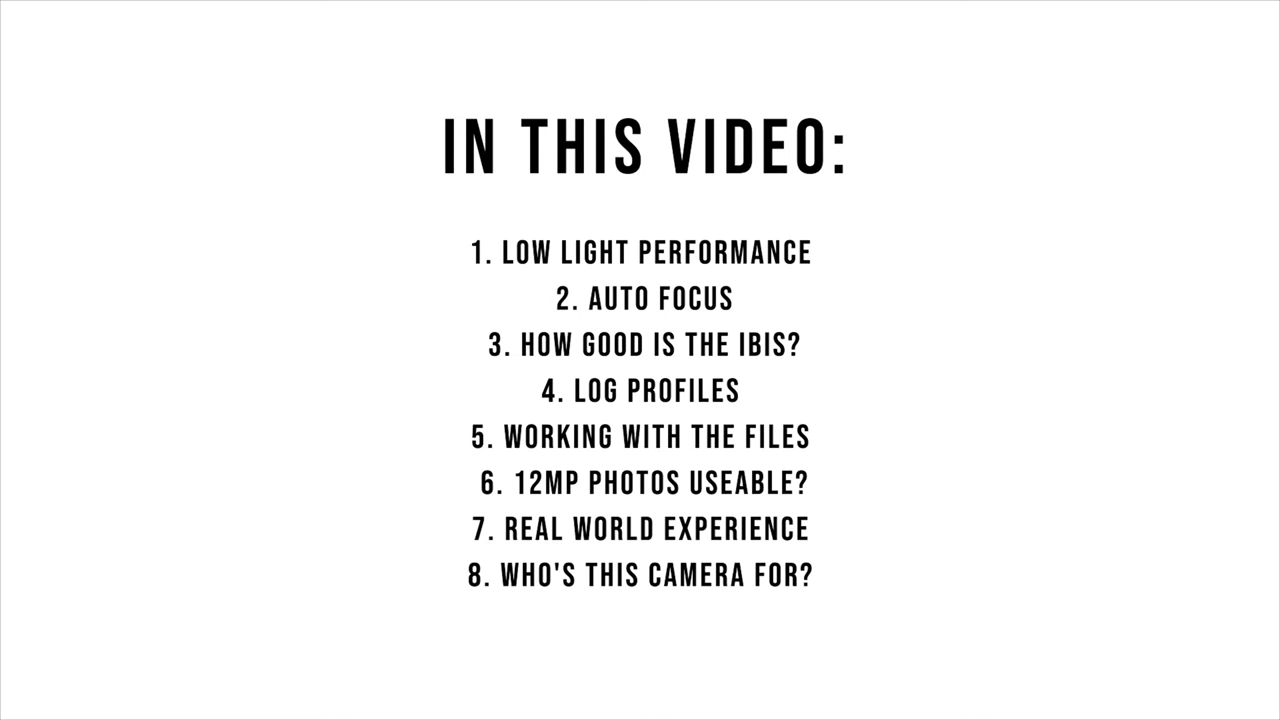 IN THIS VIDEO:
1. LOW LIGHT PERFORMANCE
2. AUTO FOCUS
3. HOW GOOD IS THE IBIS?
4. LOG PROFILES
5. WORKING WITH THE FILES
6. 12MP PHOTOS USEABLE?
7. REAL WORLD EXPERIENCE
8. WHO'S THIS CAMERA FOR?